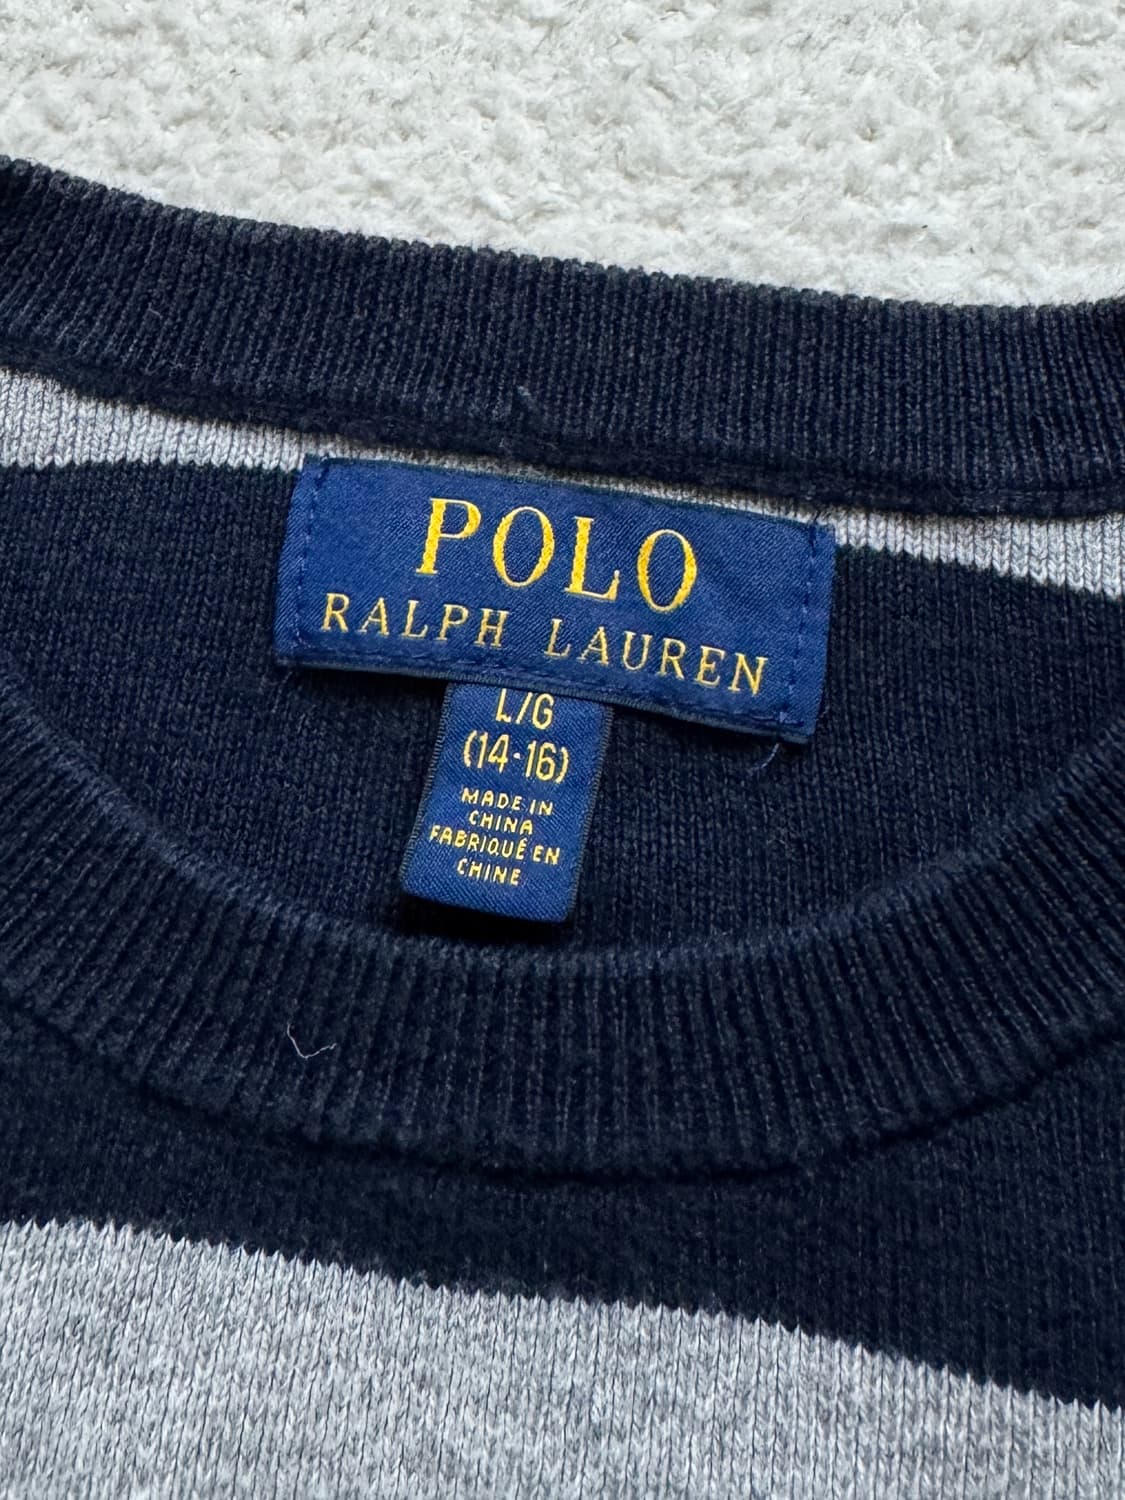 POLO
RALPH LAUREN
L/G
(14-16)
MADE IN
CHINA
FABRIQUÉ EN
CHINE